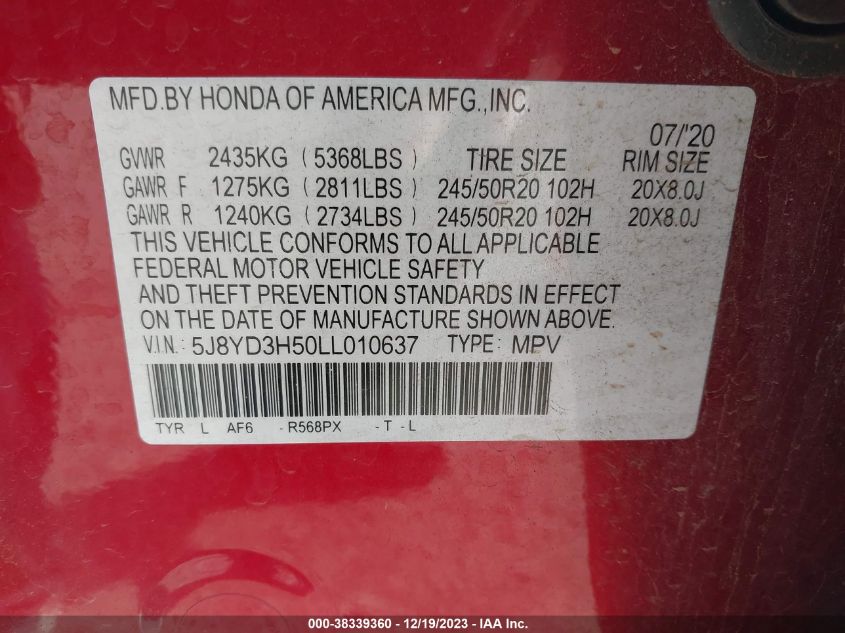 MFD.BY HONDA OF AMERICA MFG.,INC.
07/'20
GVWR 2435KG (5368LBS) TIRE SIZE RIM SIZE
GAWR F 1275KG (2811LBS) 245/50R20 102H 20X8.0J
GAWR R 1240KG (2734LBS) 245/50R20 102H 20X8.0J
THIS VEHICLE CONFORMS TO ALL APPLICABLE
FEDERAL MOTOR VEHICLE SAFETY
AND THEFT PREVENTION STANDARDS IN EFFECT
ON THE DATE OF MANUFACTURE SHOWN ABOVE.
V.I.N.: 5J8YD3H50LL010637 TYPE: MPV
TYR L AF6 -R568PX -T -L
000-38339360 - 12/19/2023 - IAA Inc.